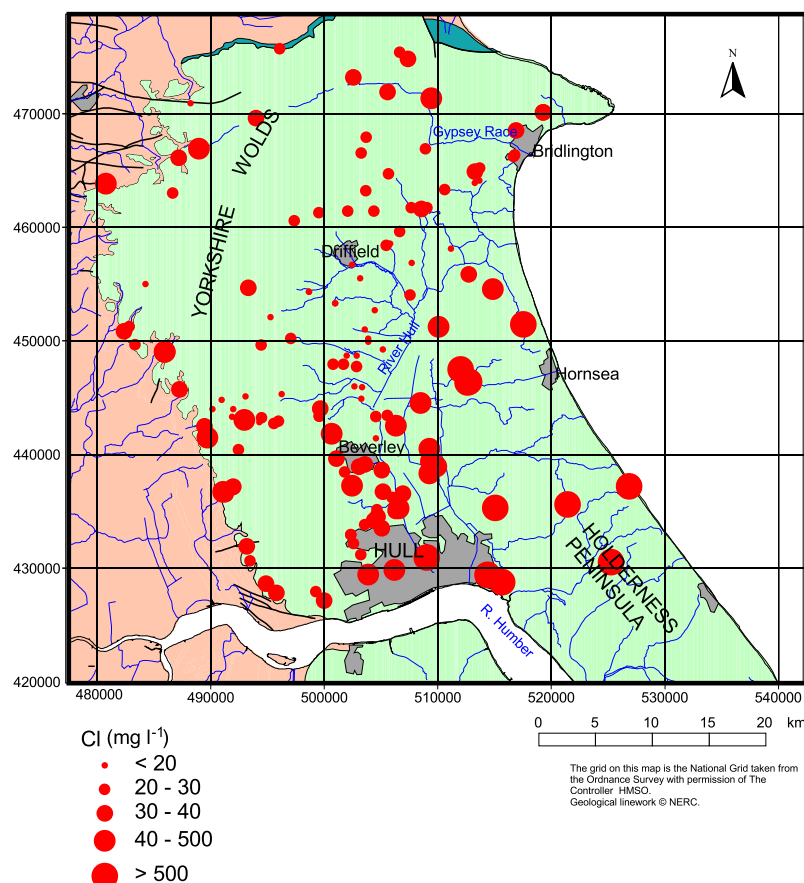 N
470000
460000
450000
440000
430000
420000
480000 490000 500000 510000 520000 530000 540000
YORKSHIRE WOLDS
Gypsey Race
Bridlington
Driffield
River Hull
Hornsea
Beverley
HULL
HOLDERNESS
PENINSULA
R. Humber
0 5 10 15 20 km
Cl (mg l-1)
< 20
20 - 30
30 - 40
40 - 500
> 500
The grid on this map is the National Grid taken from
the Ordnance Survey with permission of The
Controller HMSO.
Geological linework © NERC.